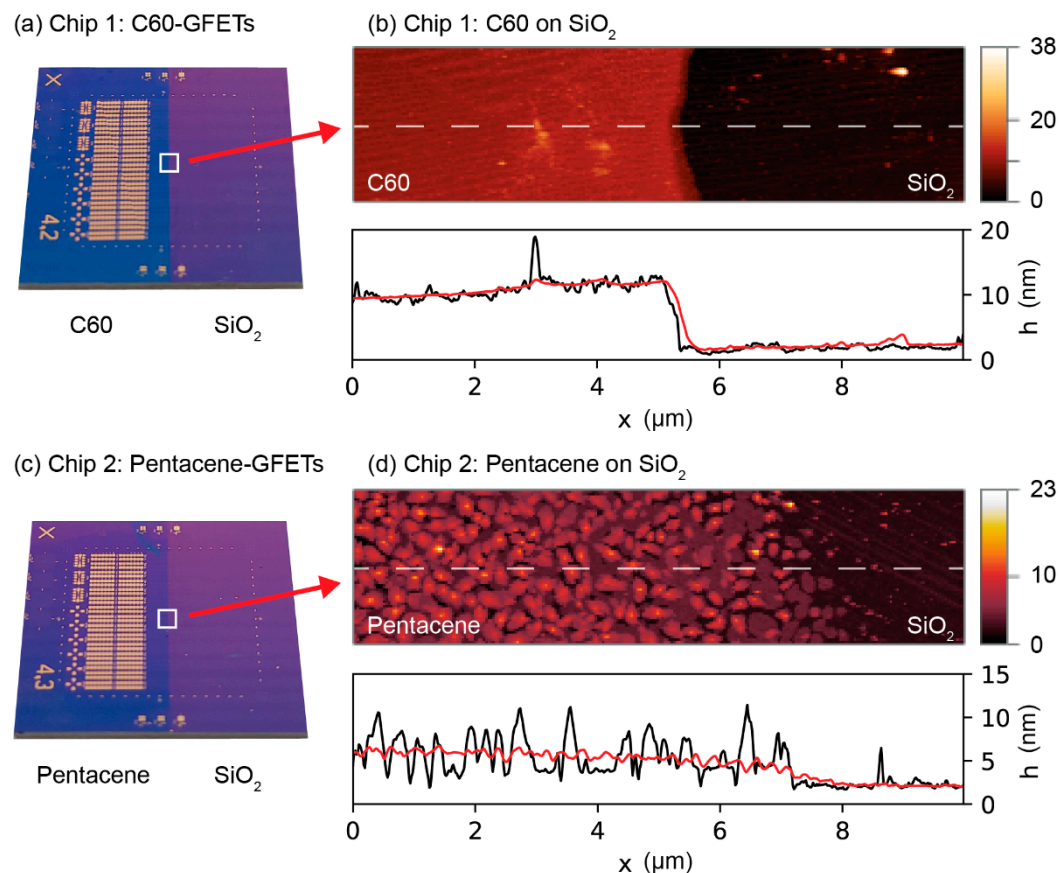 (a) Chip 1: C60-GFETs
(b) Chip 1: C60 on SiO₂
4,2
C60
SiO₂
C60
SiO₂
38
20
0
20
10
0
h (nm)
0
2
4
6
8
x (µm)
(c) Chip 2: Pentacene-GFETs
(d) Chip 2: Pentacene on SiO₂
4,3
Pentacene
SiO₂
Pentacene
SiO₂
23
10
0
15
10
5
0
h (nm)
0
2
4
6
8
x (µm)